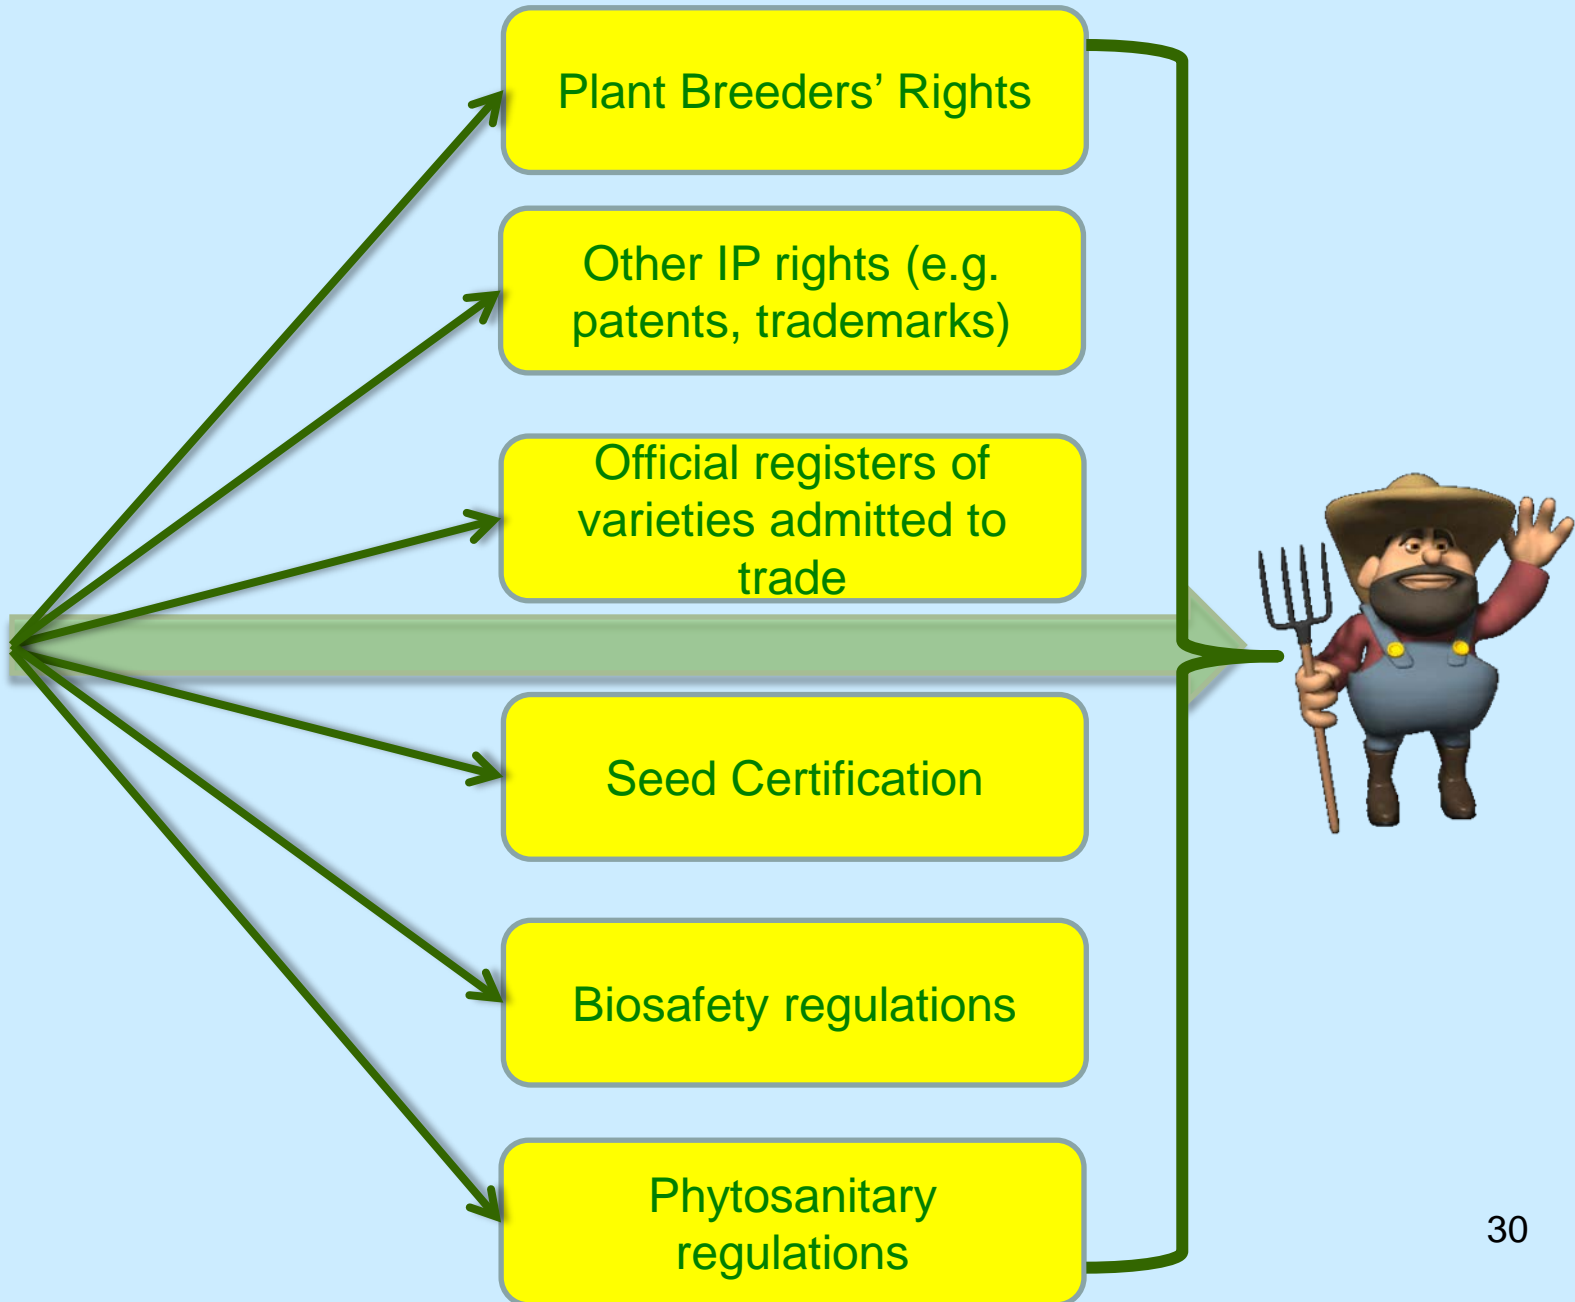 Plant Breeders’ Rights
Other IP rights (e.g.
patents, trademarks)
Official registers of
varieties admitted to
trade
Seed Certification
Biosafety regulations
Phytosanitary
regulations
30